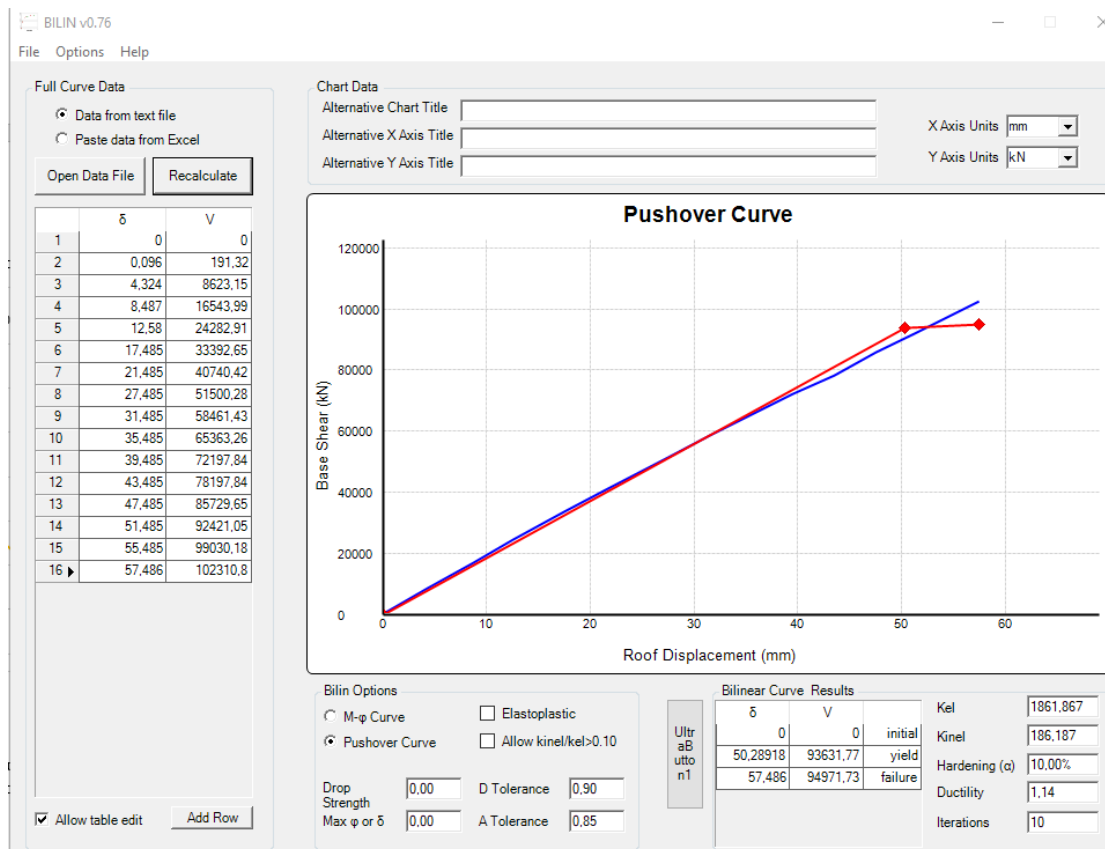 BILIN v0.76
File Options Help
Full Curve Data
Data from text file
Paste data from Excel
Open Data File Recalculate
δ V
1 0 0
2 0,096 191,32
3 4,324 8623,15
4 8,487 16543,99
5 12,58 24282,91
6 17,485 33392,65
7 21,485 40740,42
8 27,485 51500,28
9 31,485 58461,43
10 35,485 65363,26
11 39,485 72197,84
12 43,485 78197,84
13 47,485 85729,65
14 51,485 92421,05
15 55,485 99030,18
16 57,486 102310,8
Allow table edit Add Row
Chart Data
Alternative Chart Title
Alternative X Axis Title
Alternative Y Axis Title
X Axis Units mm
Y Axis Units kN
Pushover Curve
Base Shear (kN)
120000
100000
80000
60000
40000
20000
0
0 10 20 30 40 50 60
Roof Displacement (mm)
Bilin Options
M-φ Curve
Pushover Curve
Elastoplastic
Allow kinel/kel>0.10
Drop
Strength 0,00
Max φ or δ 0,00
D Tolerance 0,90
A Tolerance 0,85
Ultr
aB
utto
n1
Bilinear Curve Results
δ V
0 0 initial
50,28918 93631,77 yield
57,486 94971,73 failure
Kel 1861,867
Kinel 186,187
Hardening (α) 10,00%
Ductility 1,14
Iterations 10